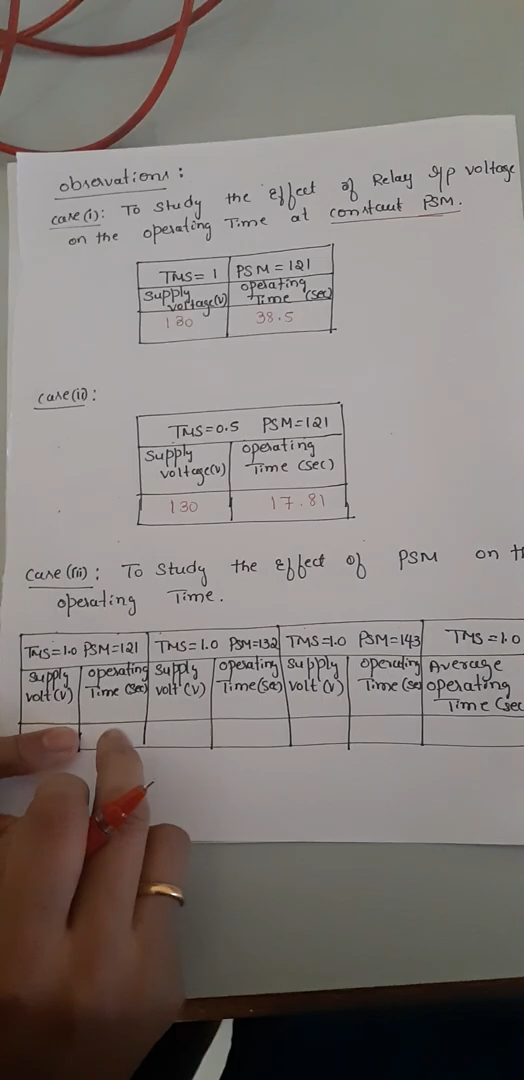 observations:
case(i): To study the Effect of Relay I/p voltage
on the operating Time at constant PSM.
TMS= 1 PSM=121
supply voltage(v) operating Time (sec)
130 38.5
case(ii):
TMS=0.5 PSM=121
supply voltage(v) operating Time (sec)
130 17.81
case(iii): To study the Effect of PSM on
operating Time.
TMS=1.0 PSM=121 TMS=1.0 PSM=132 TMS=1.0 PSM=143 TMS=1.0
supply operating supply operating supply operating Average
volt(v) Time (sec) volt(v) Time(sec) volt(v) Time(se operating
Time (sec